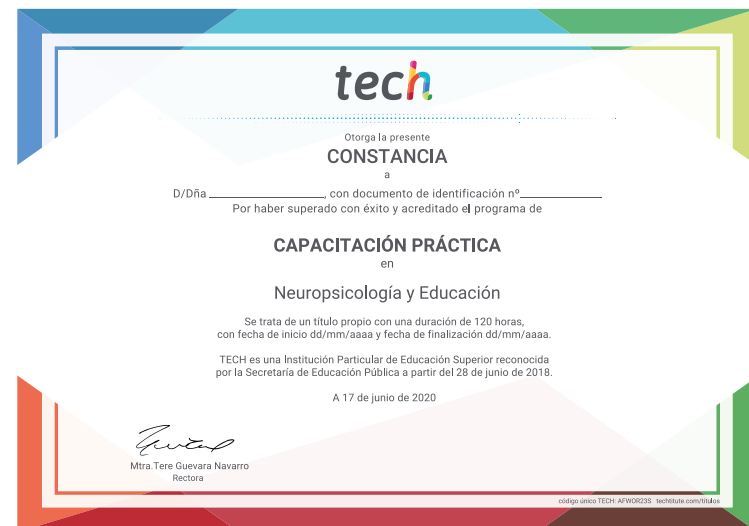 tech
Otorga la presente
CONSTANCIA
a
D/Dña ____________________, con documento de identificación nº______________
Por haber superado con éxito y acreditado el programa de
CAPACITACIÓN PRÁCTICA
en
Neuropsicología y Educación
Se trata de un título propio con una duración de 120 horas,
con fecha de inicio dd/mm/aaaa y fecha de finalización dd/mm/aaaa.
TECH es una Institución Particular de Educación Superior reconocida
por la Secretaría de Educación Pública a partir del 28 de junio de 2018.
A 17 de junio de 2020
Mtra.Tere Guevara Navarro
Rectora
código único TECH: AFWOR23S techtitute.com/títulos